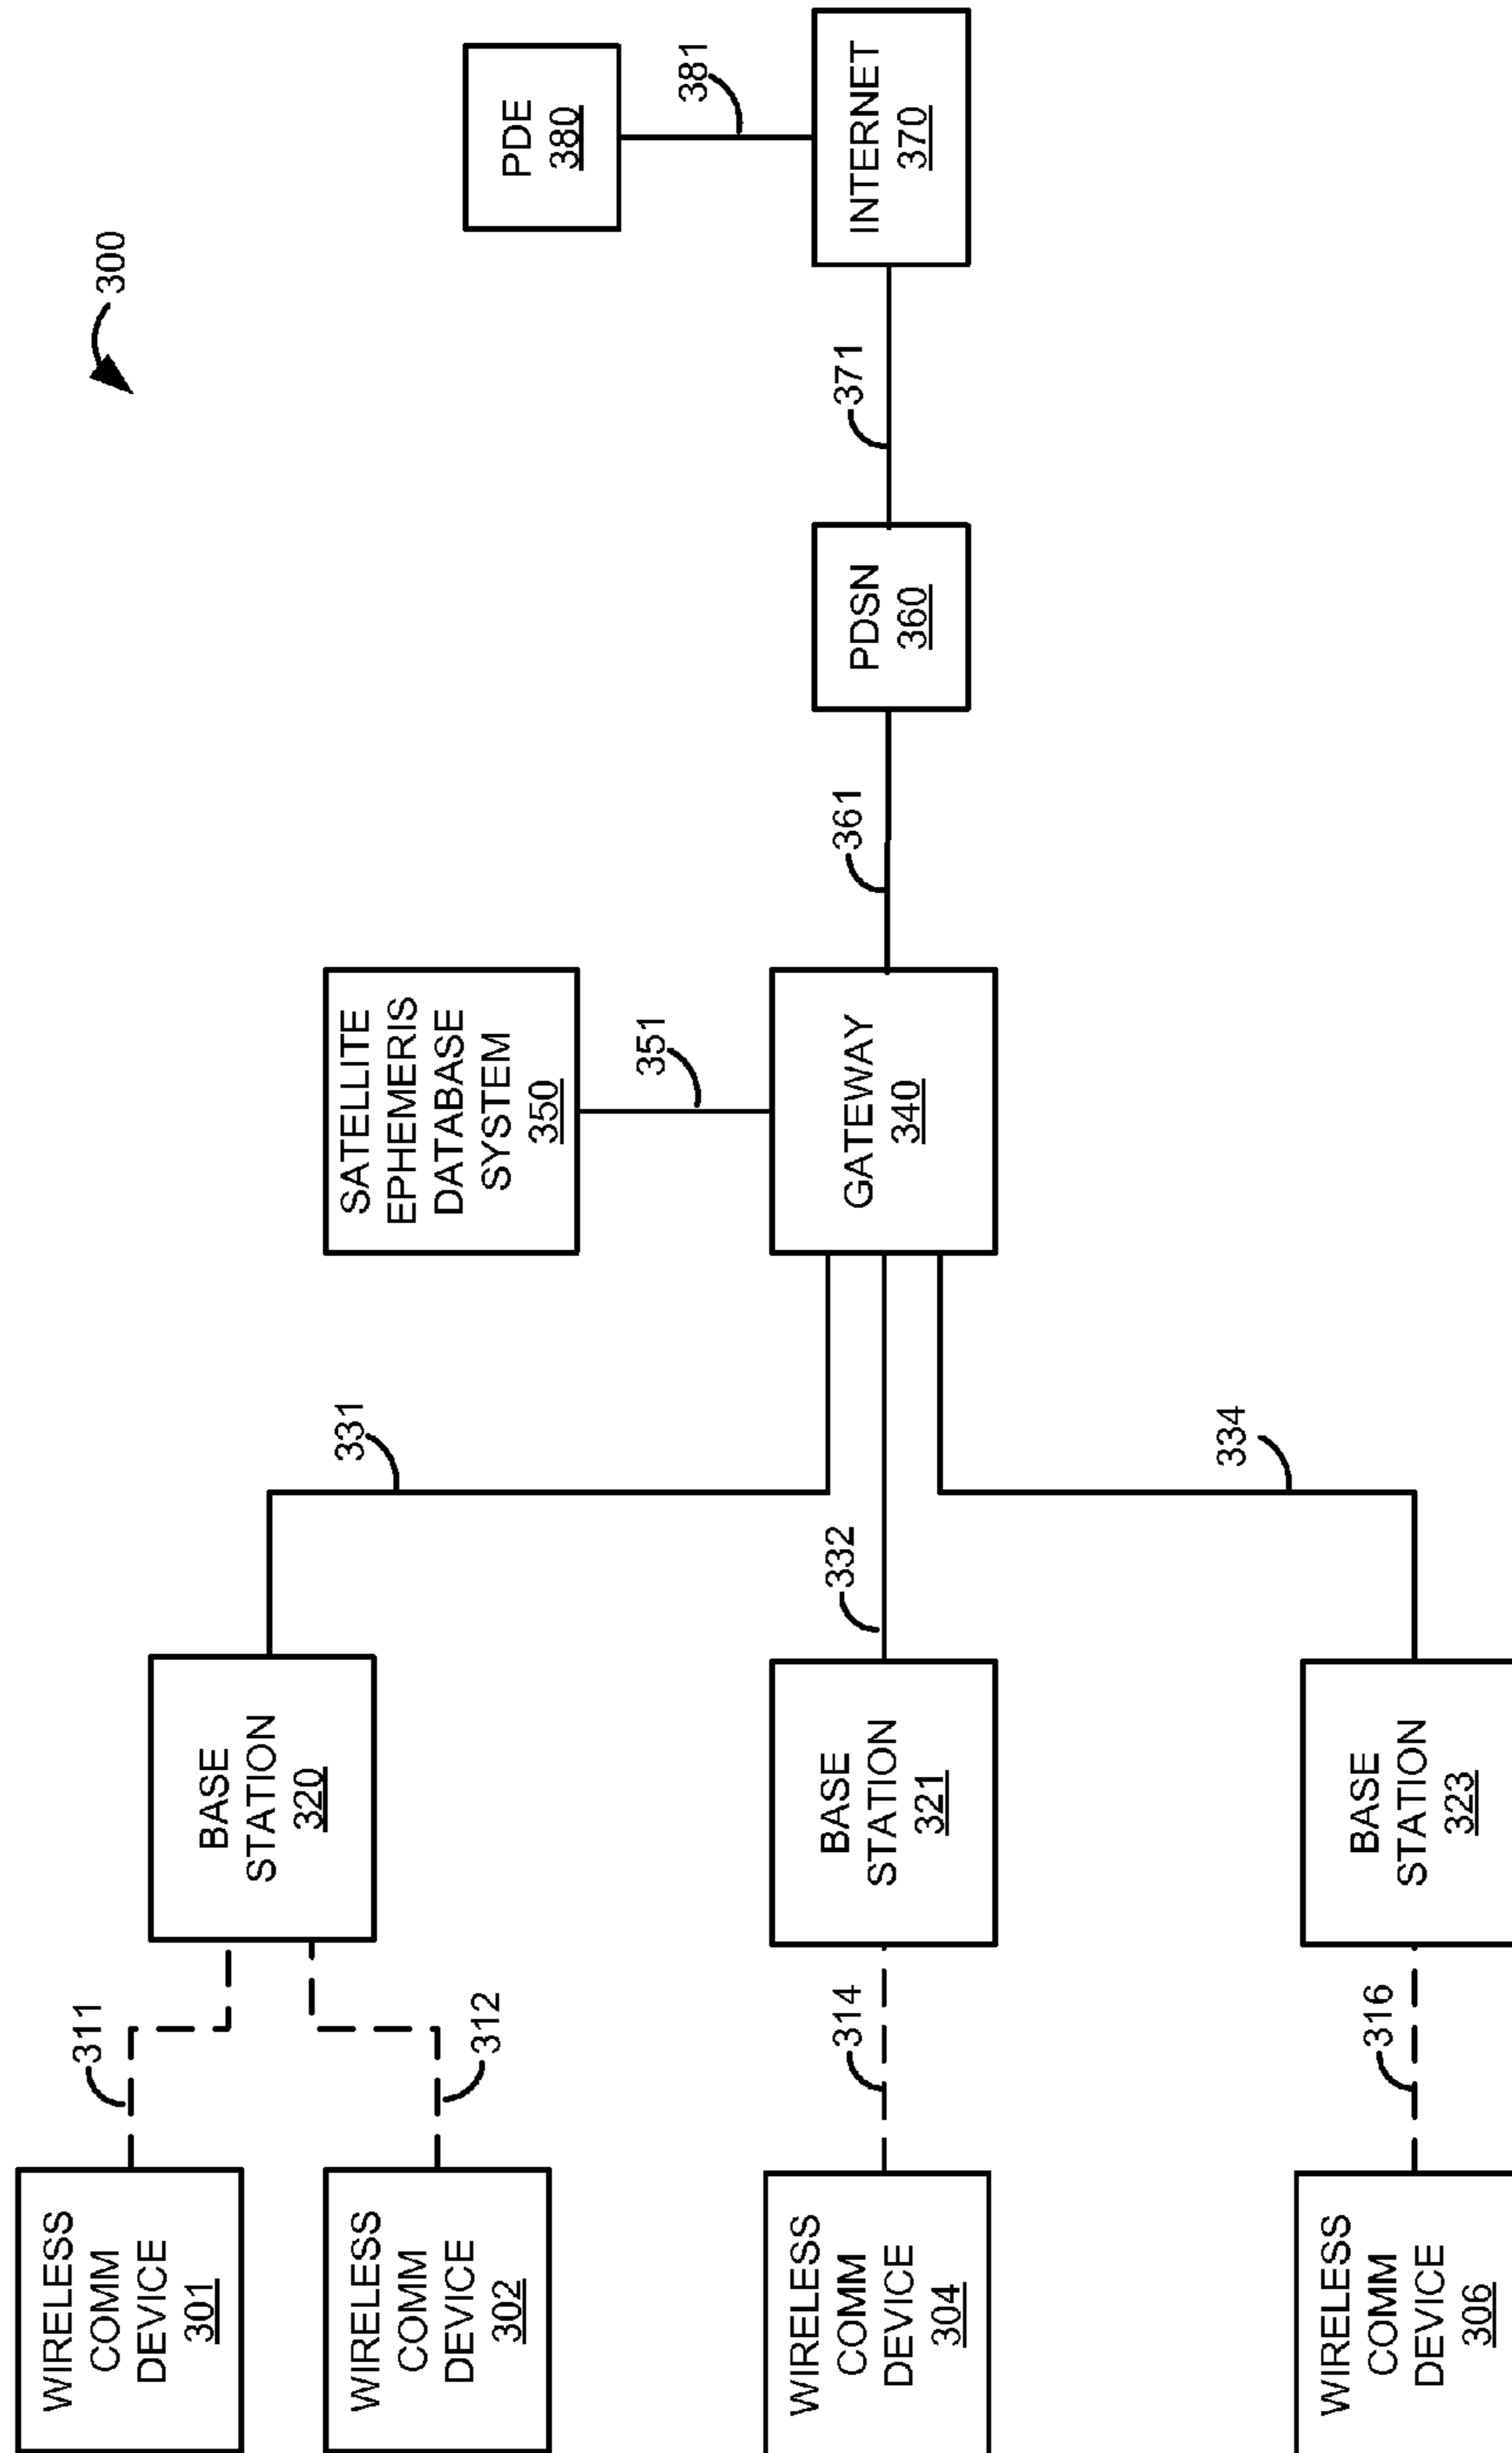 300
WIRELESS
COMM
DEVICE
301
311
WIRELESS
COMM
DEVICE
302
312
BASE
STATION
320
331
WIRELESS
COMM
DEVICE
304
314
BASE
STATION
321
332
WIRELESS
COMM
DEVICE
306
316
BASE
STATION
323
334
SATELLITE
EPHEMERIS
DATABASE
SYSTEM
350
351
GATEWAY
340
361
PDSN
360
371
PDE
380
381
INTERNET
370